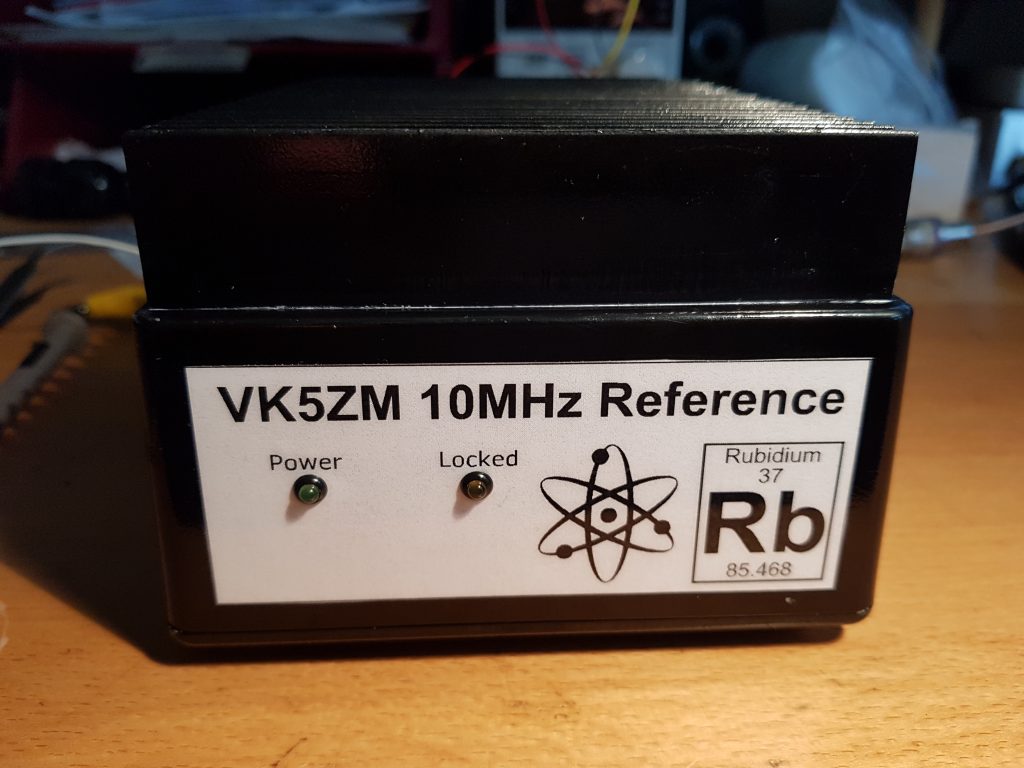 VK5ZM 10MHz Reference
Power
Locked
Rubidium
37
Rb
85.468